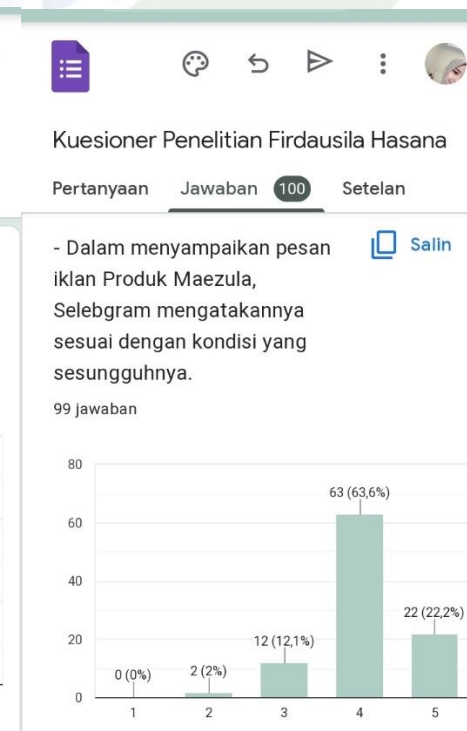 Kuesioner Penelitian Firdausila Hasana
Pertanyaan Jawaban 100 Setelan
- Dalam menyampaikan pesan
iklan Produk Maezula,
Selebgram mengatakannya
sesuai dengan kondisi yang
sesungguhnya.
Salin
99 jawaban
80
60
40
20
0
0 (0%)
2 (2%)
12 (12,1%)
63 (63,6%)
22 (22,2%)
1 2 3 4 5